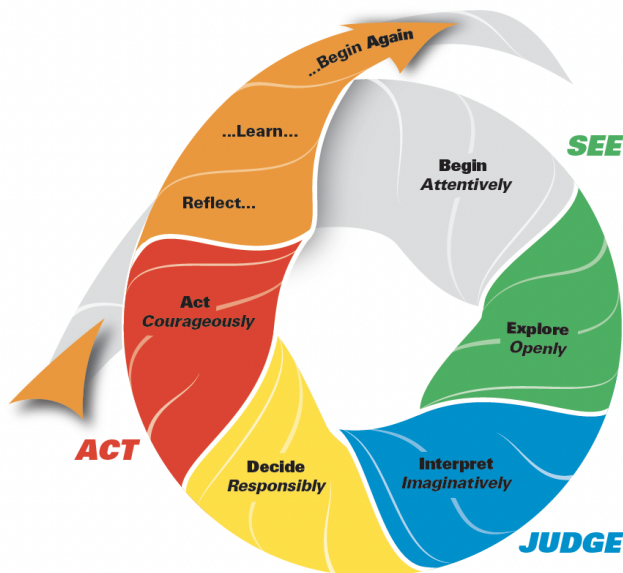 ...Begin Again
...Learn...
Reflect...
Begin
Attentively
SEE
Explore
Openly
Interpret
Imaginatively
JUDGE
Decide
Responsibly
Act
Courageously
ACT